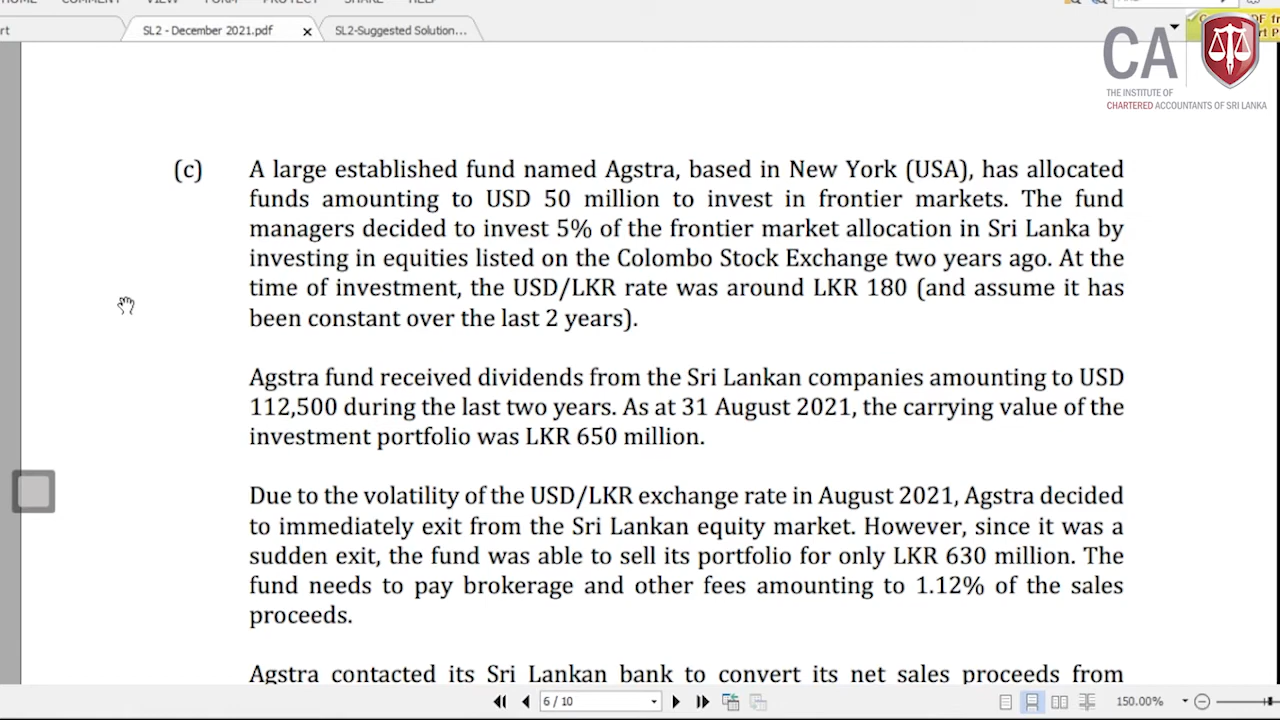 SL2 - December 2021.pdf
SL2-Suggested Solution...
CA
THE INSTITUTE OF
CHARTERED ACCOUNTANTS OF SRI LANKA
(c) A large established fund named Agstra, based in New York (USA), has allocated
funds amounting to USD 50 million to invest in frontier markets. The fund
managers decided to invest 5% of the frontier market allocation in Sri Lanka by
investing in equities listed on the Colombo Stock Exchange two years ago. At the
time of investment, the USD/LKR rate was around LKR 180 (and assume it has
been constant over the last 2 years).
Agstra fund received dividends from the Sri Lankan companies amounting to USD
112,500 during the last two years. As at 31 August 2021, the carrying value of the
investment portfolio was LKR 650 million.
Due to the volatility of the USD/LKR exchange rate in August 2021, Agstra decided
to immediately exit from the Sri Lankan equity market. However, since it was a
sudden exit, the fund was able to sell its portfolio for only LKR 630 million. The
fund needs to pay brokerage and other fees amounting to 1.12% of the sales
proceeds.
Agstra contacted its Sri Lankan bank to convert its net sales proceeds from
6 / 10
150.00%